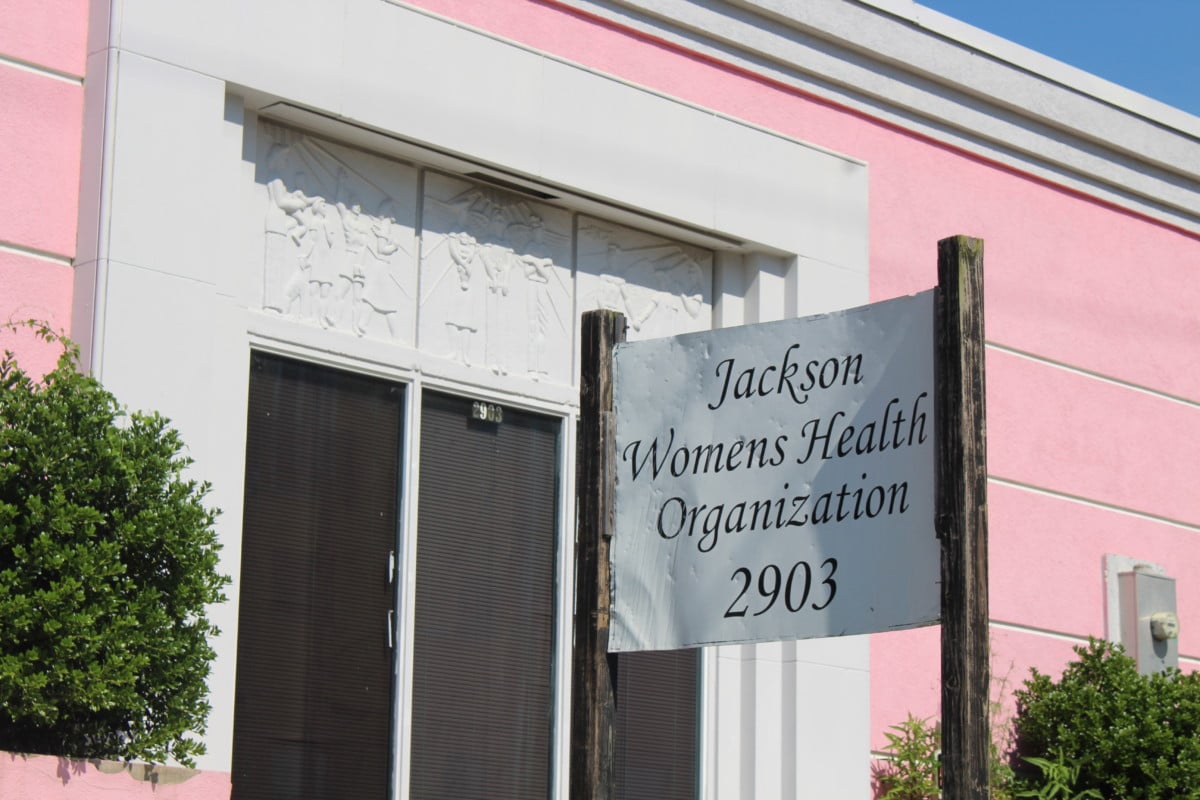 2903
Jackson
Womens Health
Organization
2903